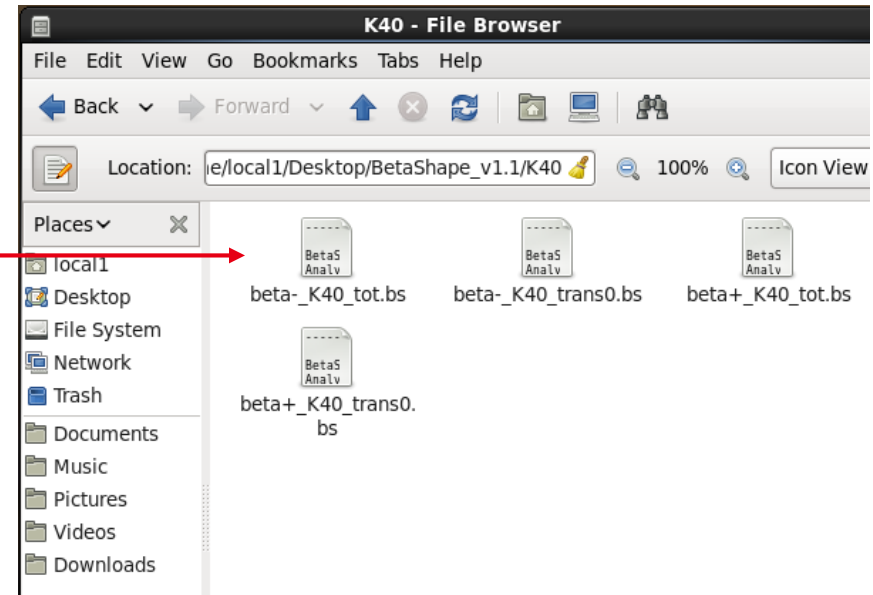 K40 - File Browser
File Edit View Go Bookmarks Tabs Help
Back Forward
Location: e/local1/Desktop/BetaShape_v1.1/K40 100% Icon View
Places
local1
Desktop
File System
Network
Trash
Documents
Music
Pictures
Videos
Downloads
BetaS
Analy
beta-_K40_tot.bs
BetaS
Analy
beta-_K40_trans0.bs
BetaS
Analy
beta+_K40_tot.bs
BetaS
Analy
beta+_K40_trans0.
bs